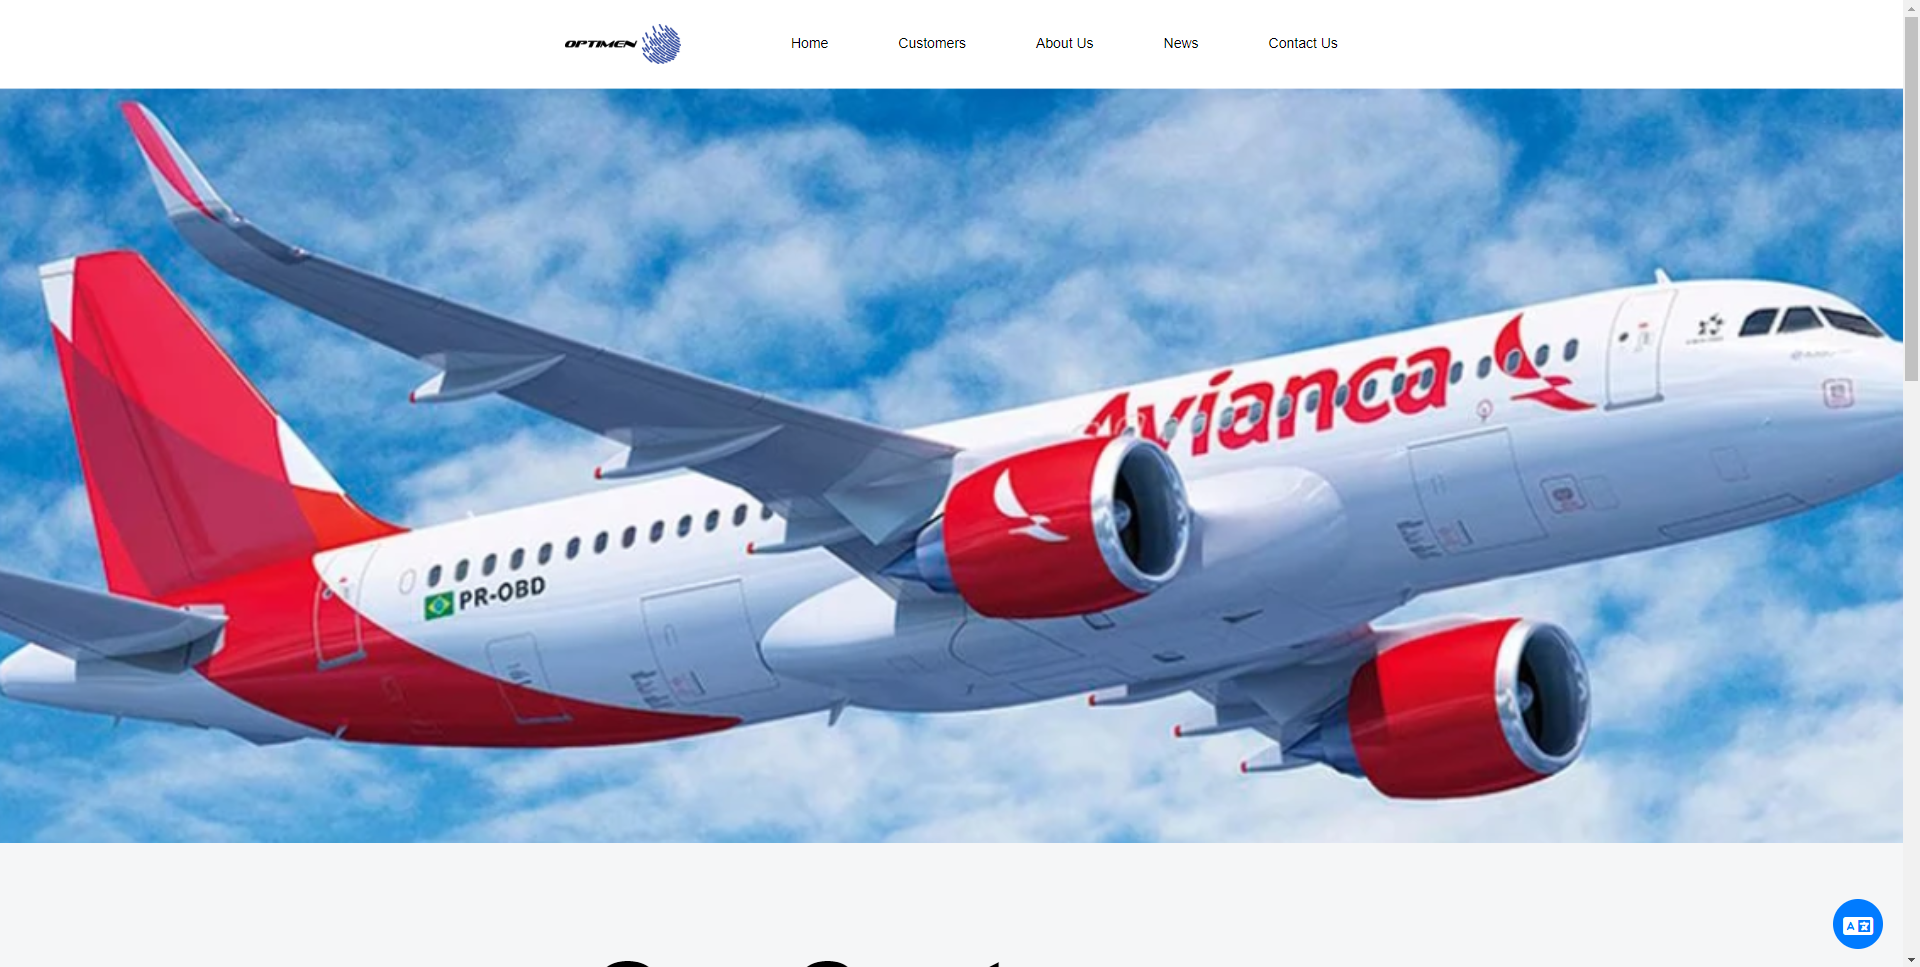 OPTIMEN
Home
Customers
About Us
News
Contact Us
Avianca
PR-OBD
A